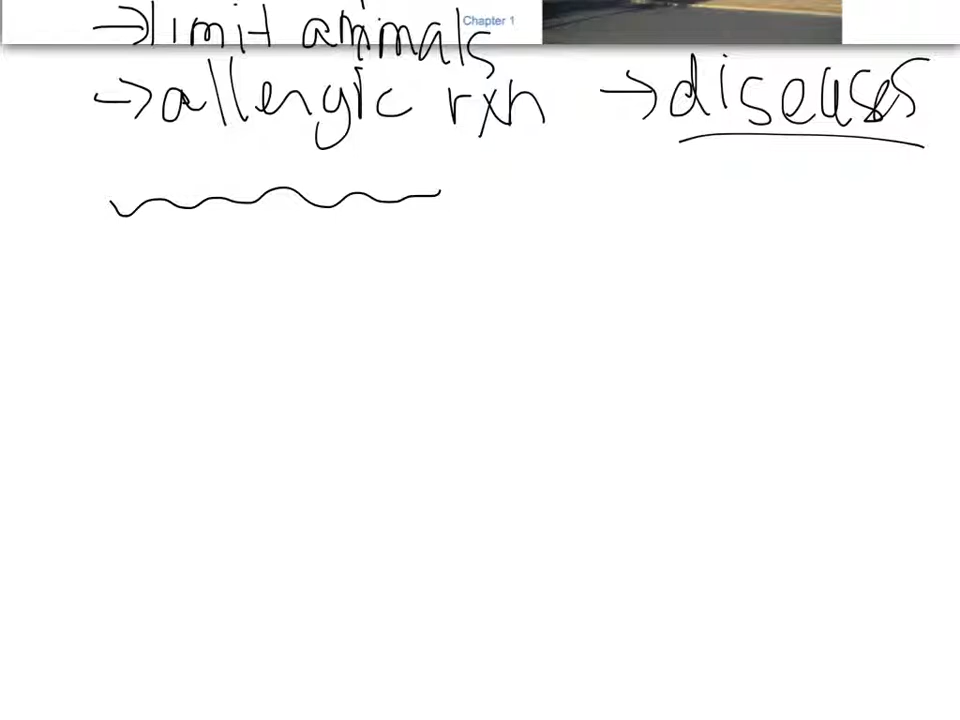 Chapter 1
→limit animals
→allergic rxn →diseases